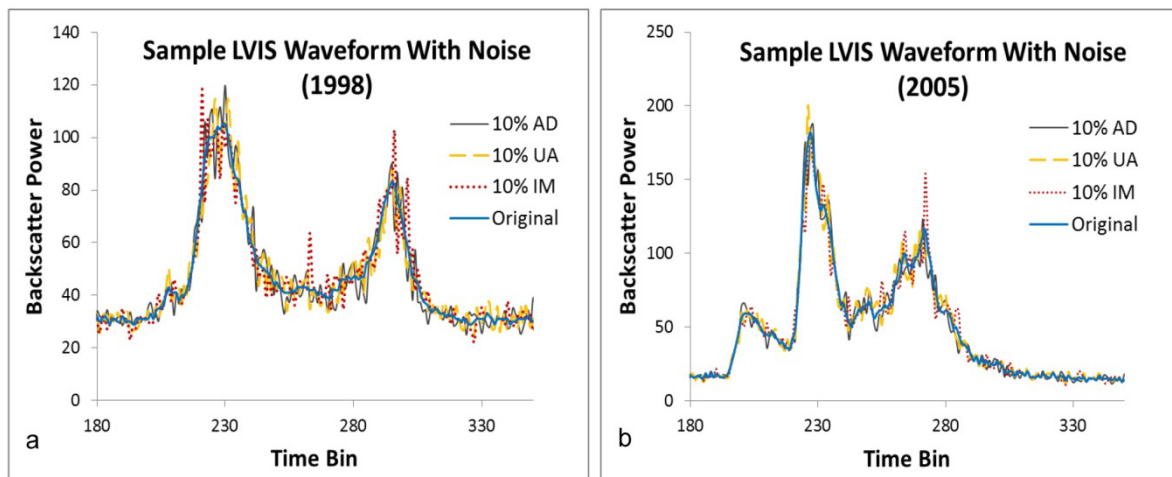 Sample LVIS Waveform With Noise
(1998)
140
120
100
80
60
40
20
0
Backscatter Power
10% AD
10% UA
10% IM
Original
180
230
280
330
Time Bin
a
Sample LVIS Waveform With Noise
(2005)
250
200
150
100
50
0
Backscatter Power
10% AD
10% UA
10% IM
Original
180
230
280
330
Time Bin
b